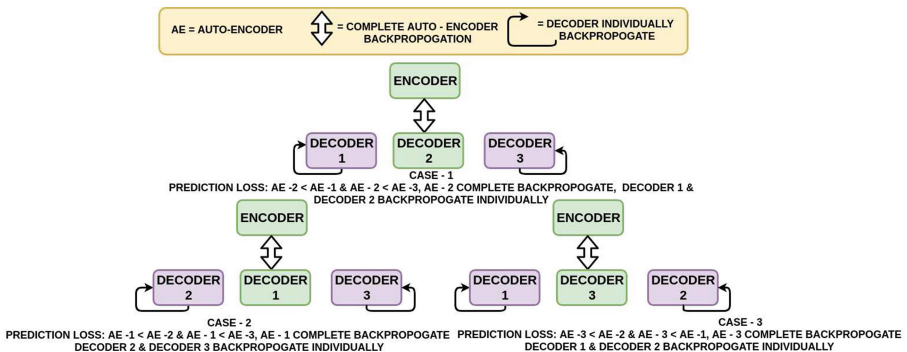 AE = AUTO-ENCODER
= COMPLETE AUTO - ENCODER
BACKPROPOGATION
= DECODER INDIVIDUALLY
BACKPROPOGATE
ENCODER
DECODER
1
DECODER
2
DECODER
3
CASE - 1
PREDICTION LOSS: AE -2 < AE -1 & AE - 2 < AE -3, AE - 2 COMPLETE BACKPROPOGATE, DECODER 1 &
DECODER 2 BACKPROPOGATE INDIVIDUALLY
ENCODER
DECODER
2
DECODER
1
DECODER
3
CASE - 2
PREDICTION LOSS: AE -1 < AE -2 & AE - 1 < AE -3, AE - 1 COMPLETE BACKPROPOGATE
DECODER 2 & DECODER 3 BACKPROPOGATE INDIVIDUALLY
ENCODER
DECODER
1
DECODER
3
DECODER
2
CASE - 3
PREDICTION LOSS: AE -3 < AE -2 & AE - 3 < AE -1, AE - 3 COMPLETE BACKPROPOGATE
DECODER 1 & DECODER 2 BACKPROPOGATE INDIVIDUALLY